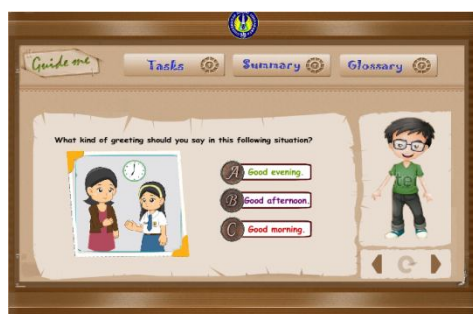 Guide me
Tasks
Summary
Glossary
What kind of greeting should you say in this following situation?
A Good evening.
B Good afternoon.
C Good morning.